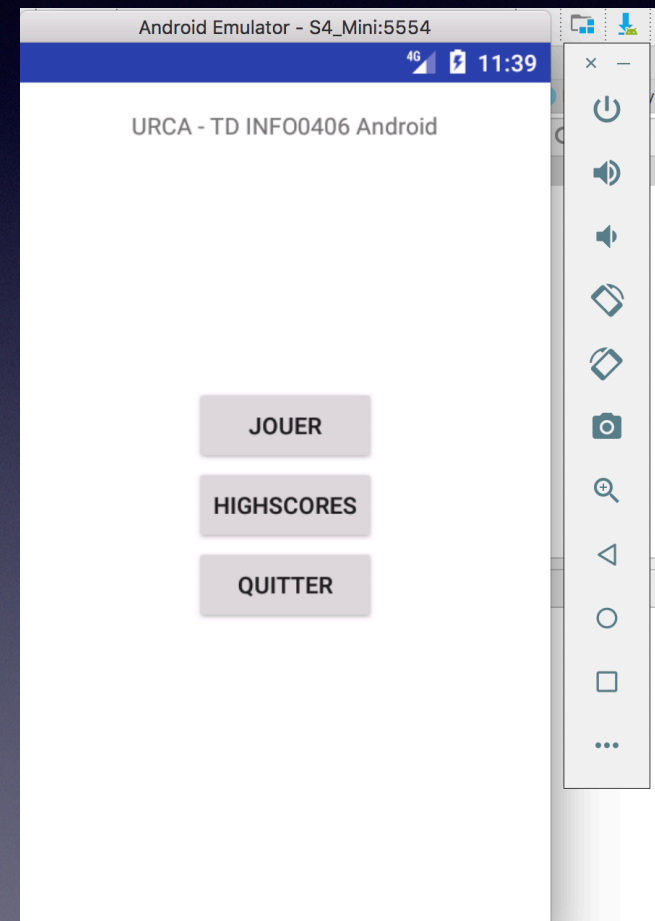 Android Emulator - S4_Mini:5554
4G 11:39
URCA - TD INFO0406 Android
JOUER
HIGHSCORES
QUITTER